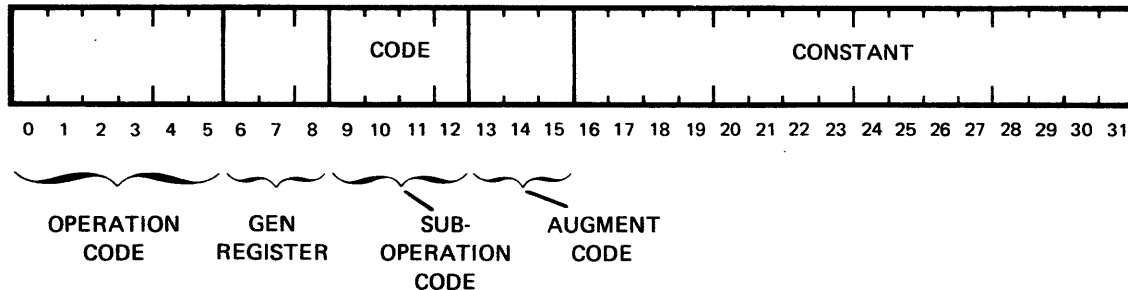 CODE CONSTANT
0 1 2 3 4 5 6 7 8 9 10 11 12 13 14 15 16 17 18 19 20 21 22 23 24 25 26 27 28 29 30 31
OPERATION
CODE
GEN
REGISTER
SUB-
OPERATION
CODE
AUGMENT
CODE